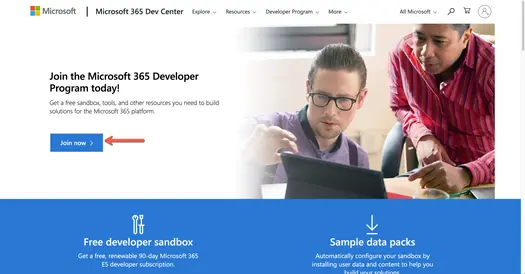 Microsoft | Microsoft 365 Dev Center Explore Resources Developer Program More All Microsoft
Join the Microsoft 365 Developer
Program today!
Get a free sandbox, tools, and other resources you need to build
solutions for the Microsoft 365 platform.
Join now >
Free developer sandbox
Get a free, renewable 90-day Microsoft 365
E5 developer subscription.
Sample data packs
Automatically configure your sandbox by
installing user data and content to help you
build your solutions.